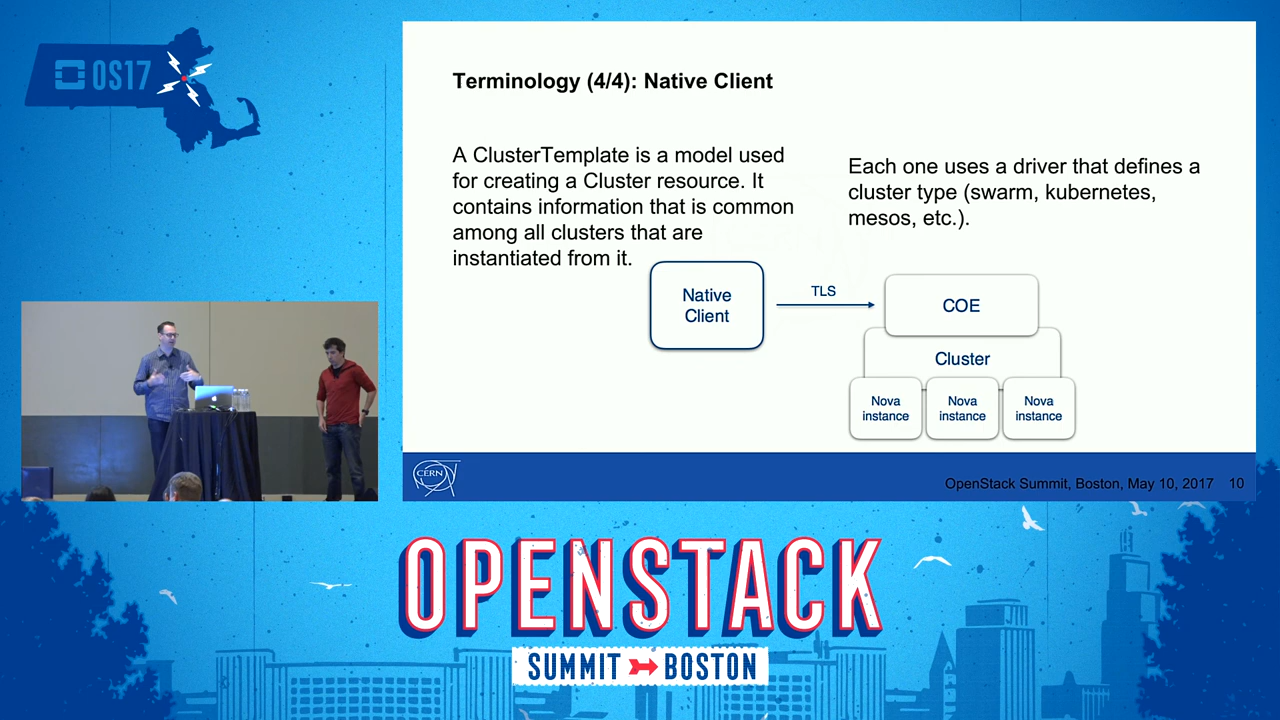 OS17
Terminology (4/4): Native Client
A ClusterTemplate is a model used
for creating a Cluster resource. It
contains information that is common
among all clusters that are
instantiated from it.
Each one uses a driver that defines a
cluster type (swarm, kubernetes,
mesos, etc.).
Native
Client
TLS
COE
Cluster
Nova
instance
Nova
instance
Nova
instance
CERN
OpenStack Summit, Boston, May 10, 2017 10
OPENSTACK
SUMMIT BOSTON